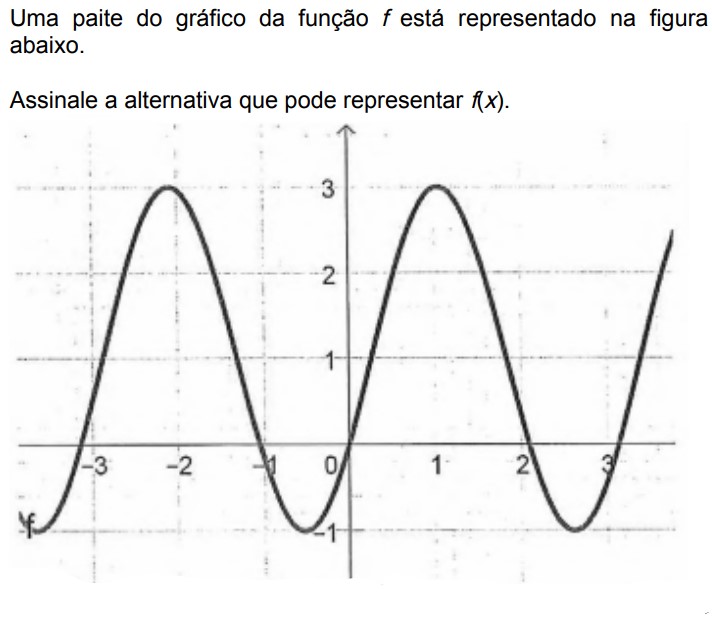 Uma paite do gráfico da função f está representado na figura
abaixo.
Assinale a alternativa que pode representar f(x).
3
2
1
-3 -2 -1 0 1 2 3
-1
f